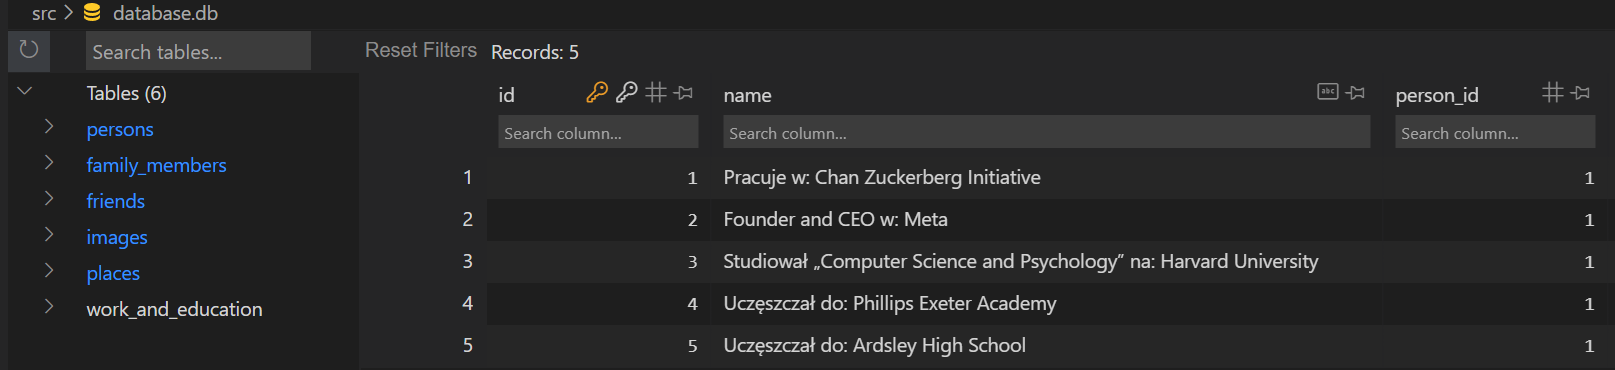 src > database.db
Search tables...
Reset Filters Records: 5
Tables (6)
persons
family_members
friends
images
places
work_and_education
id name abc person_id
Search column... Search column... Search column...
1 1 Pracuje w: Chan Zuckerberg Initiative 1
2 2 Founder and CEO w: Meta 1
3 3 Studiował „Computer Science and Psychology” na: Harvard University 1
4 4 Uczęszczał do: Phillips Exeter Academy 1
5 5 Uczęszczał do: Ardsley High School 1